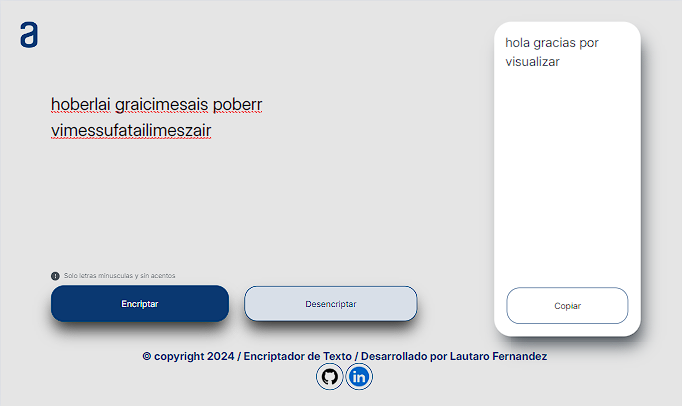 a
hoberlai graicimesais poberr
vimessufatailimeszair
hola gracias por
visualizar
Solo letras minusculas y sin acentos
Encriptar
Desencriptar
Copiar
© copyright 2024 / Encriptador de Texto / Desarrollado por Lautaro Fernandez
in